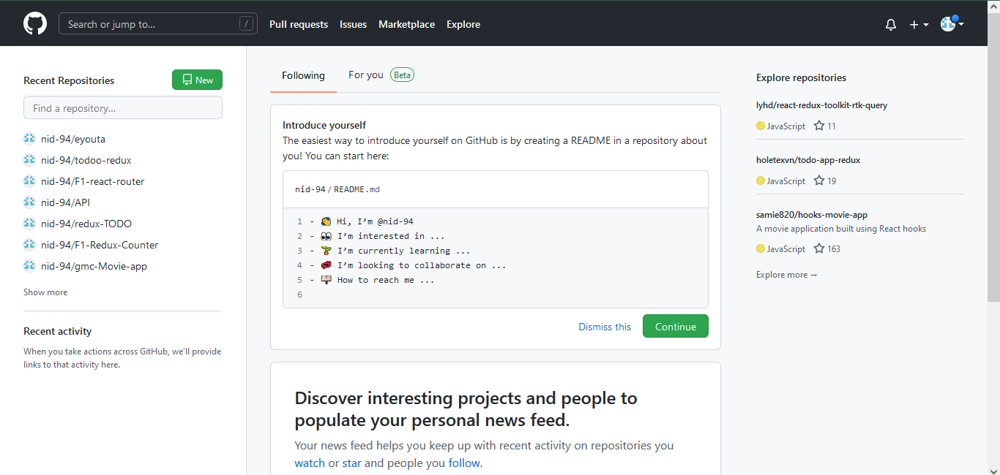 Search or jump to...
/
Pull requests
Issues
Marketplace
Explore
Recent Repositories
New
Find a repository...
nid-94/eyouta
nid-94/todoo-redux
nid-94/F1-react-router
nid-94/API
nid-94/redux-TODO
nid-94/F1-Redux-Counter
nid-94/gmc-Movie-app
Show more
Recent activity
When you take actions across GitHub, we'll provide
links to that activity here.
Following
For you Beta
Introduce yourself
The easiest way to introduce yourself on GitHub is by creating a README in a repository about
you! You can start here:
nid-94 / README.md
1 - 👋 Hi, I'm @nid-94
2 - 👀 I'm interested in ...
3 - 🌱 I'm currently learning ...
4 - 💞️ I'm looking to collaborate on ...
5 - 📫 How to reach me ...
6
Dismiss this
Continue
Discover interesting projects and people to
populate your personal news feed.
Your news feed helps you keep up with recent activity on repositories you
watch or star and people you follow.
Explore repositories
lyhd/react-redux-toolkit-rtk-query
JavaScript 11
holetexvn/todo-app-redux
JavaScript 19
samie820/hooks-movie-app
A movie application built using React hooks
JavaScript 163
Explore more →